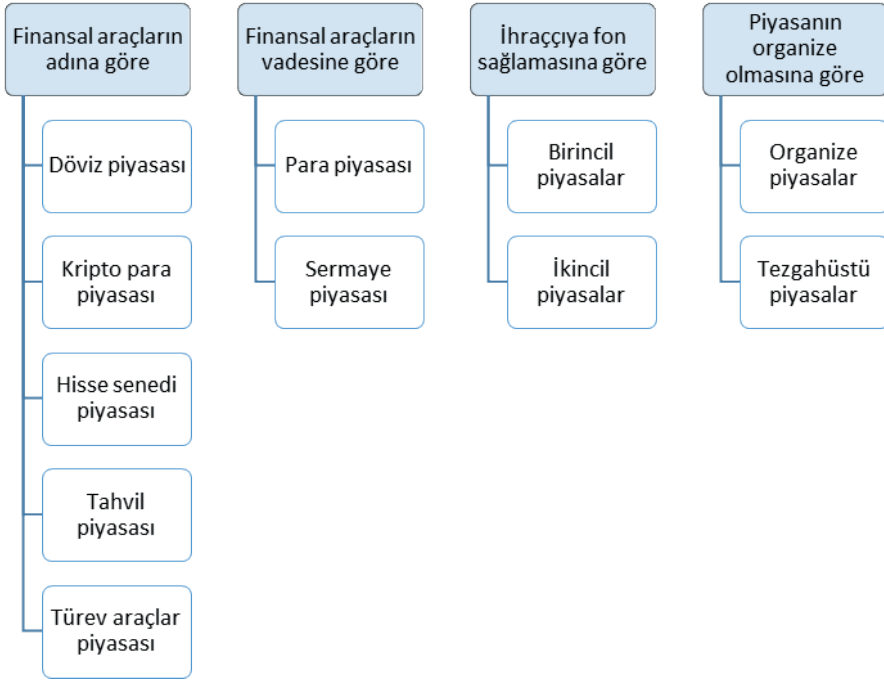 Finansal araçların
adına göre
Döviz piyasası
Kripto para
piyasası
Hisse senedi
piyasası
Tahvil
piyasası
Türev araçlar
piyasası
Finansal araçların
vadesine göre
Para piyasası
Sermaye
piyasası
İhraççıya fon
sağlamasına göre
Birincil
piyasalar
İkincil
piyasalar
Piyasanın
organize
olmasına göre
Organize
piyasalar
Tezgahüstü
piyasalar